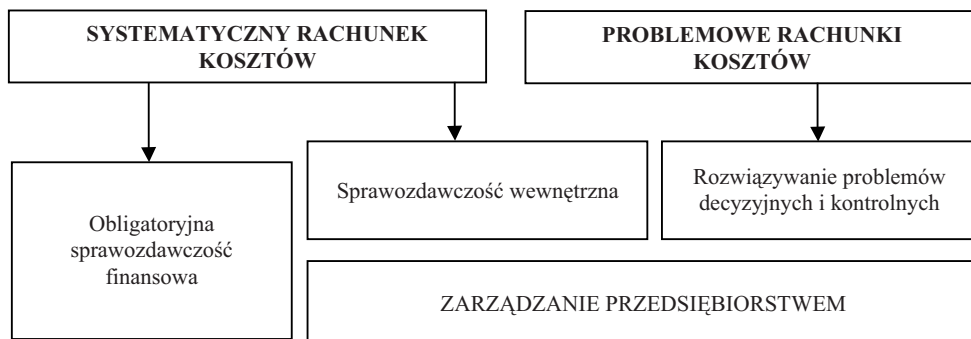 SYSTEMATYCZNY RACHUNEK
KOSZTÓW
PROBLEMOWE RACHUNKI
KOSZTÓW
Obligatoryjna
sprawozdawczość
finansowa
Sprawozdawczość wewnętrzna
Rozwiązywanie problemów
decyzyjnych i kontrolnych
ZARZĄDZANIE PRZEDSIĘBIORSTWEM